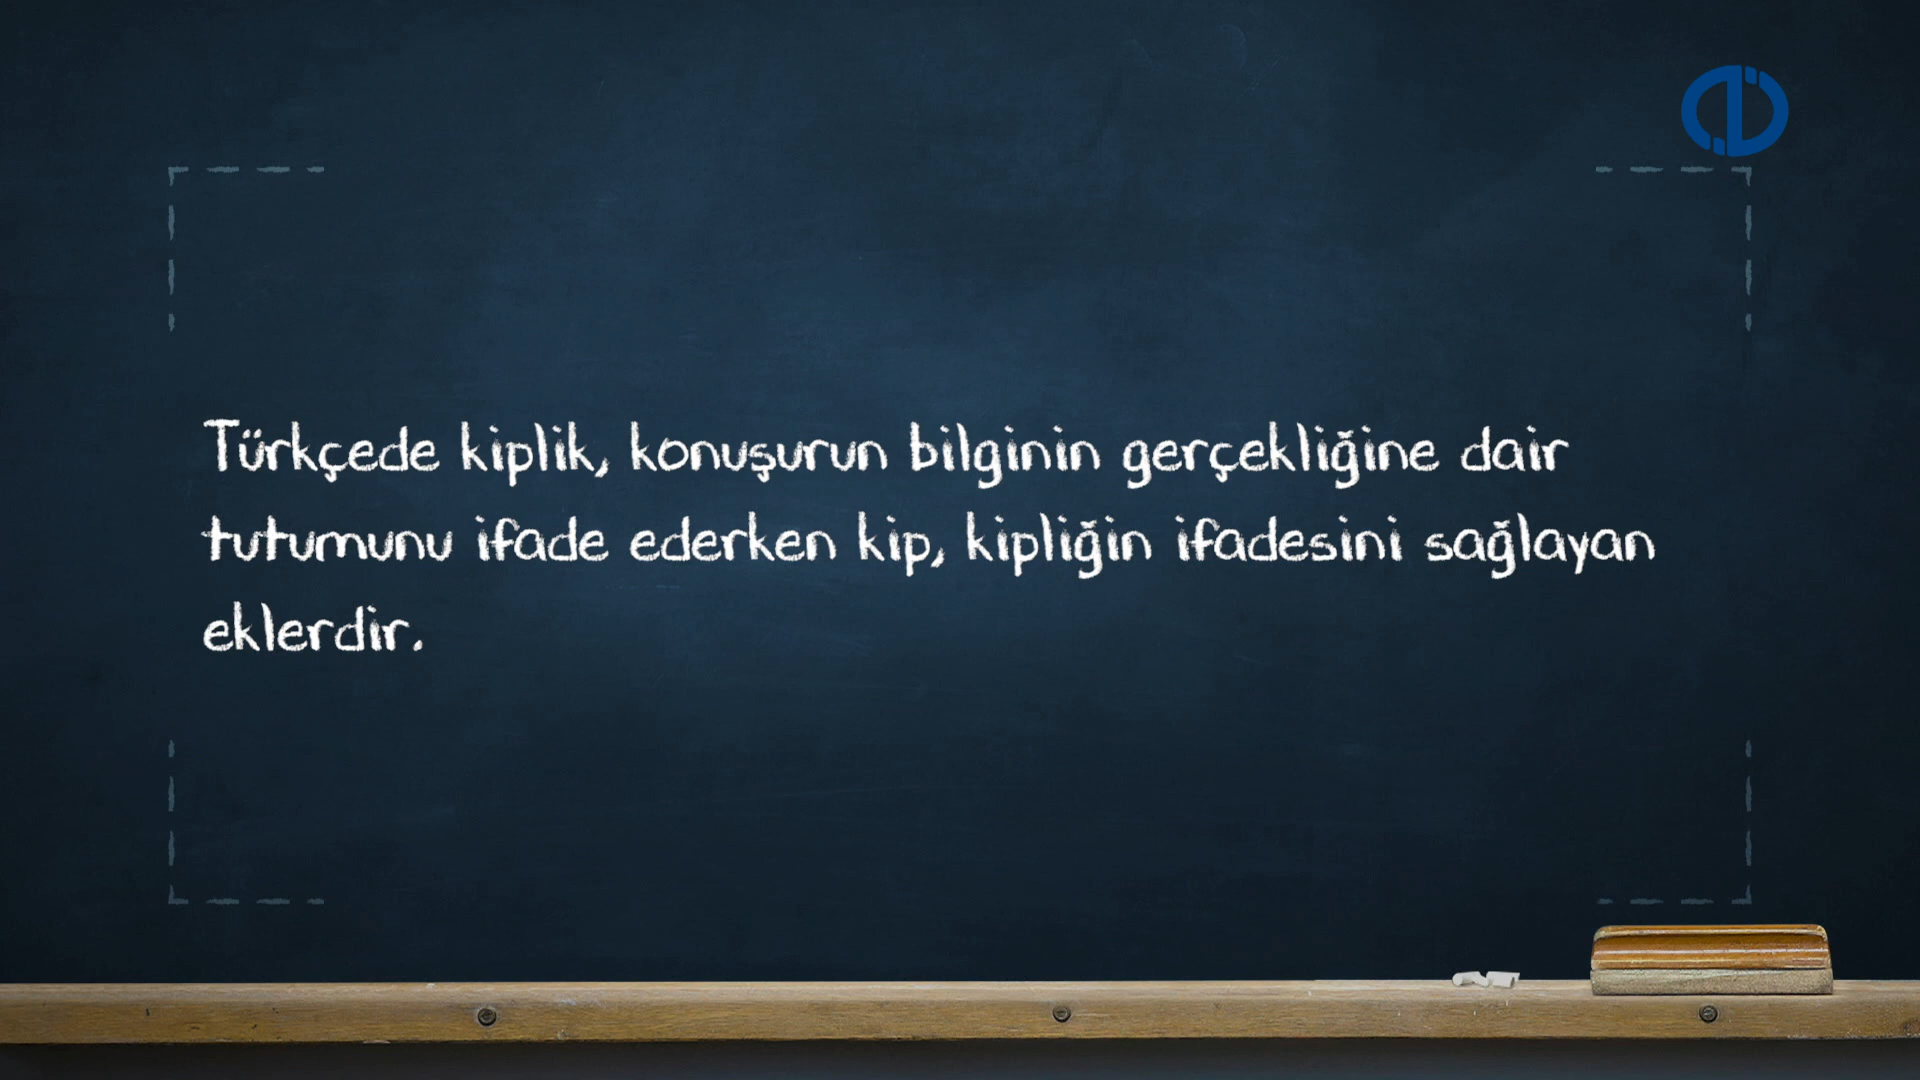 Türkçede kiplik, konuşurun bilginin gerçekliğine dair
tutumunu ifade ederken kip, kipliğin ifadesini sağlayan
eklerdir.